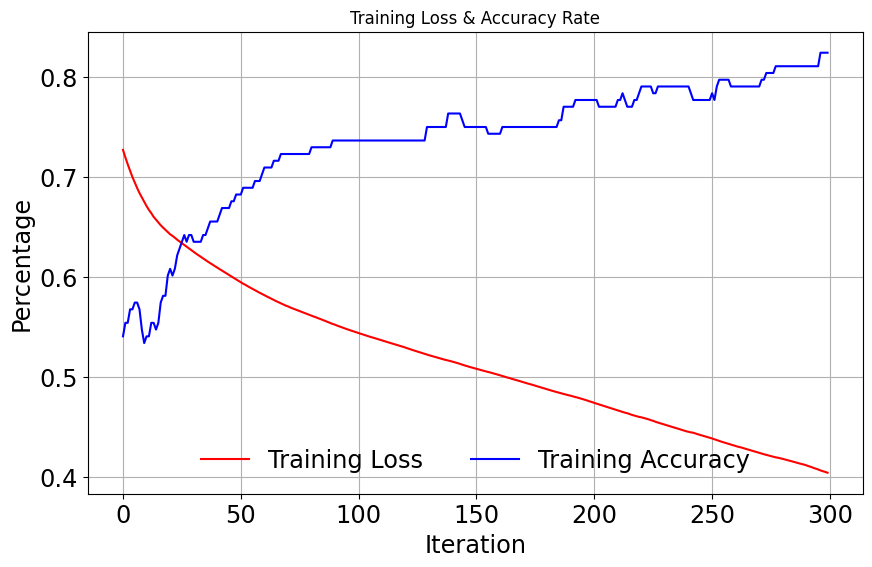 Training Loss & Accuracy Rate
Percentage
0.8
0.7
0.6
0.5
0.4
Training Loss Training Accuracy
0 50 100 150 200 250 300
Iteration